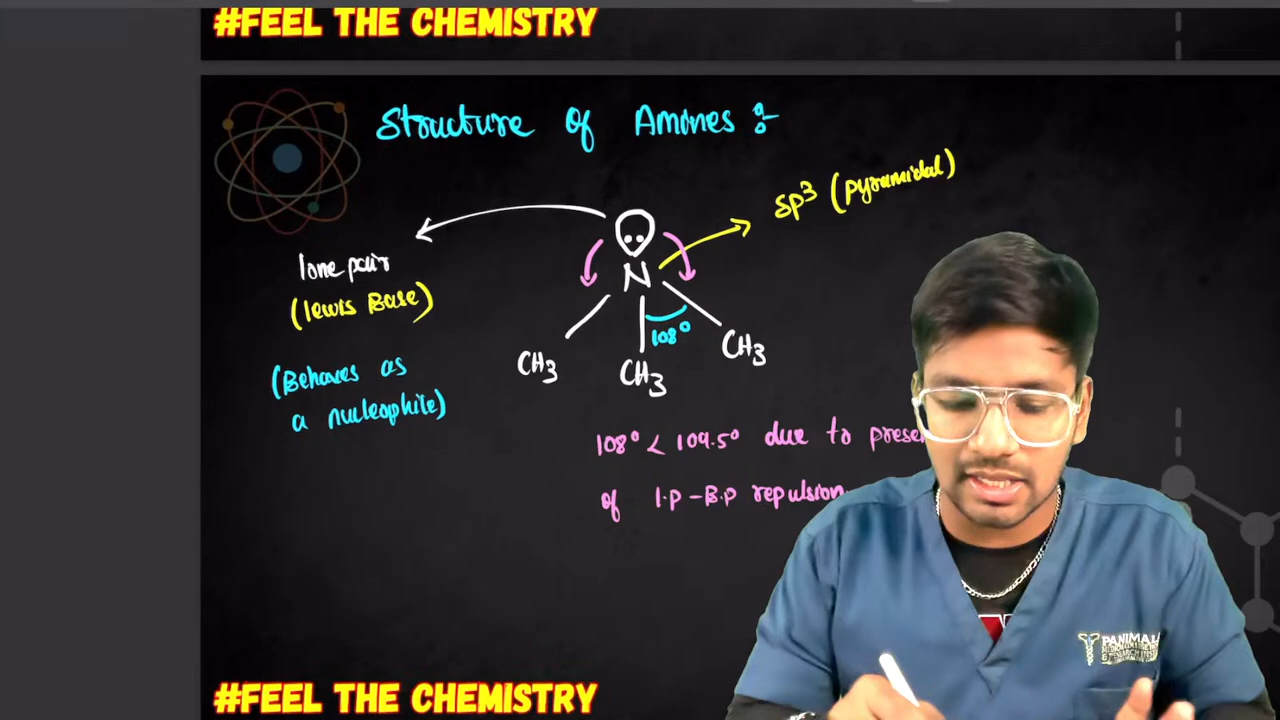 #FEEL THE CHEMISTRY
Structure of Amines :-
sp³ (pyramidal)
lone pair
(lewis Base)
(Behaves as
a nucleophile)
N
108°
CH3
CH3
CH3
108° < 109.5° due to
of l.p - B.p repulsion
PANIMAL
#FEEL THE CHEMISTRY